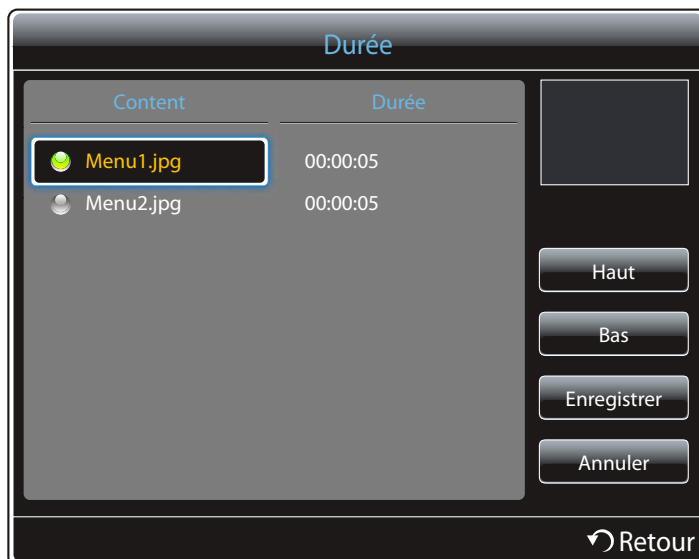 Durée
Content Durée
Menu1.jpg 00:00:05
Menu2.jpg 00:00:05
Haut
Bas
Enregistrer
Annuler
Retour